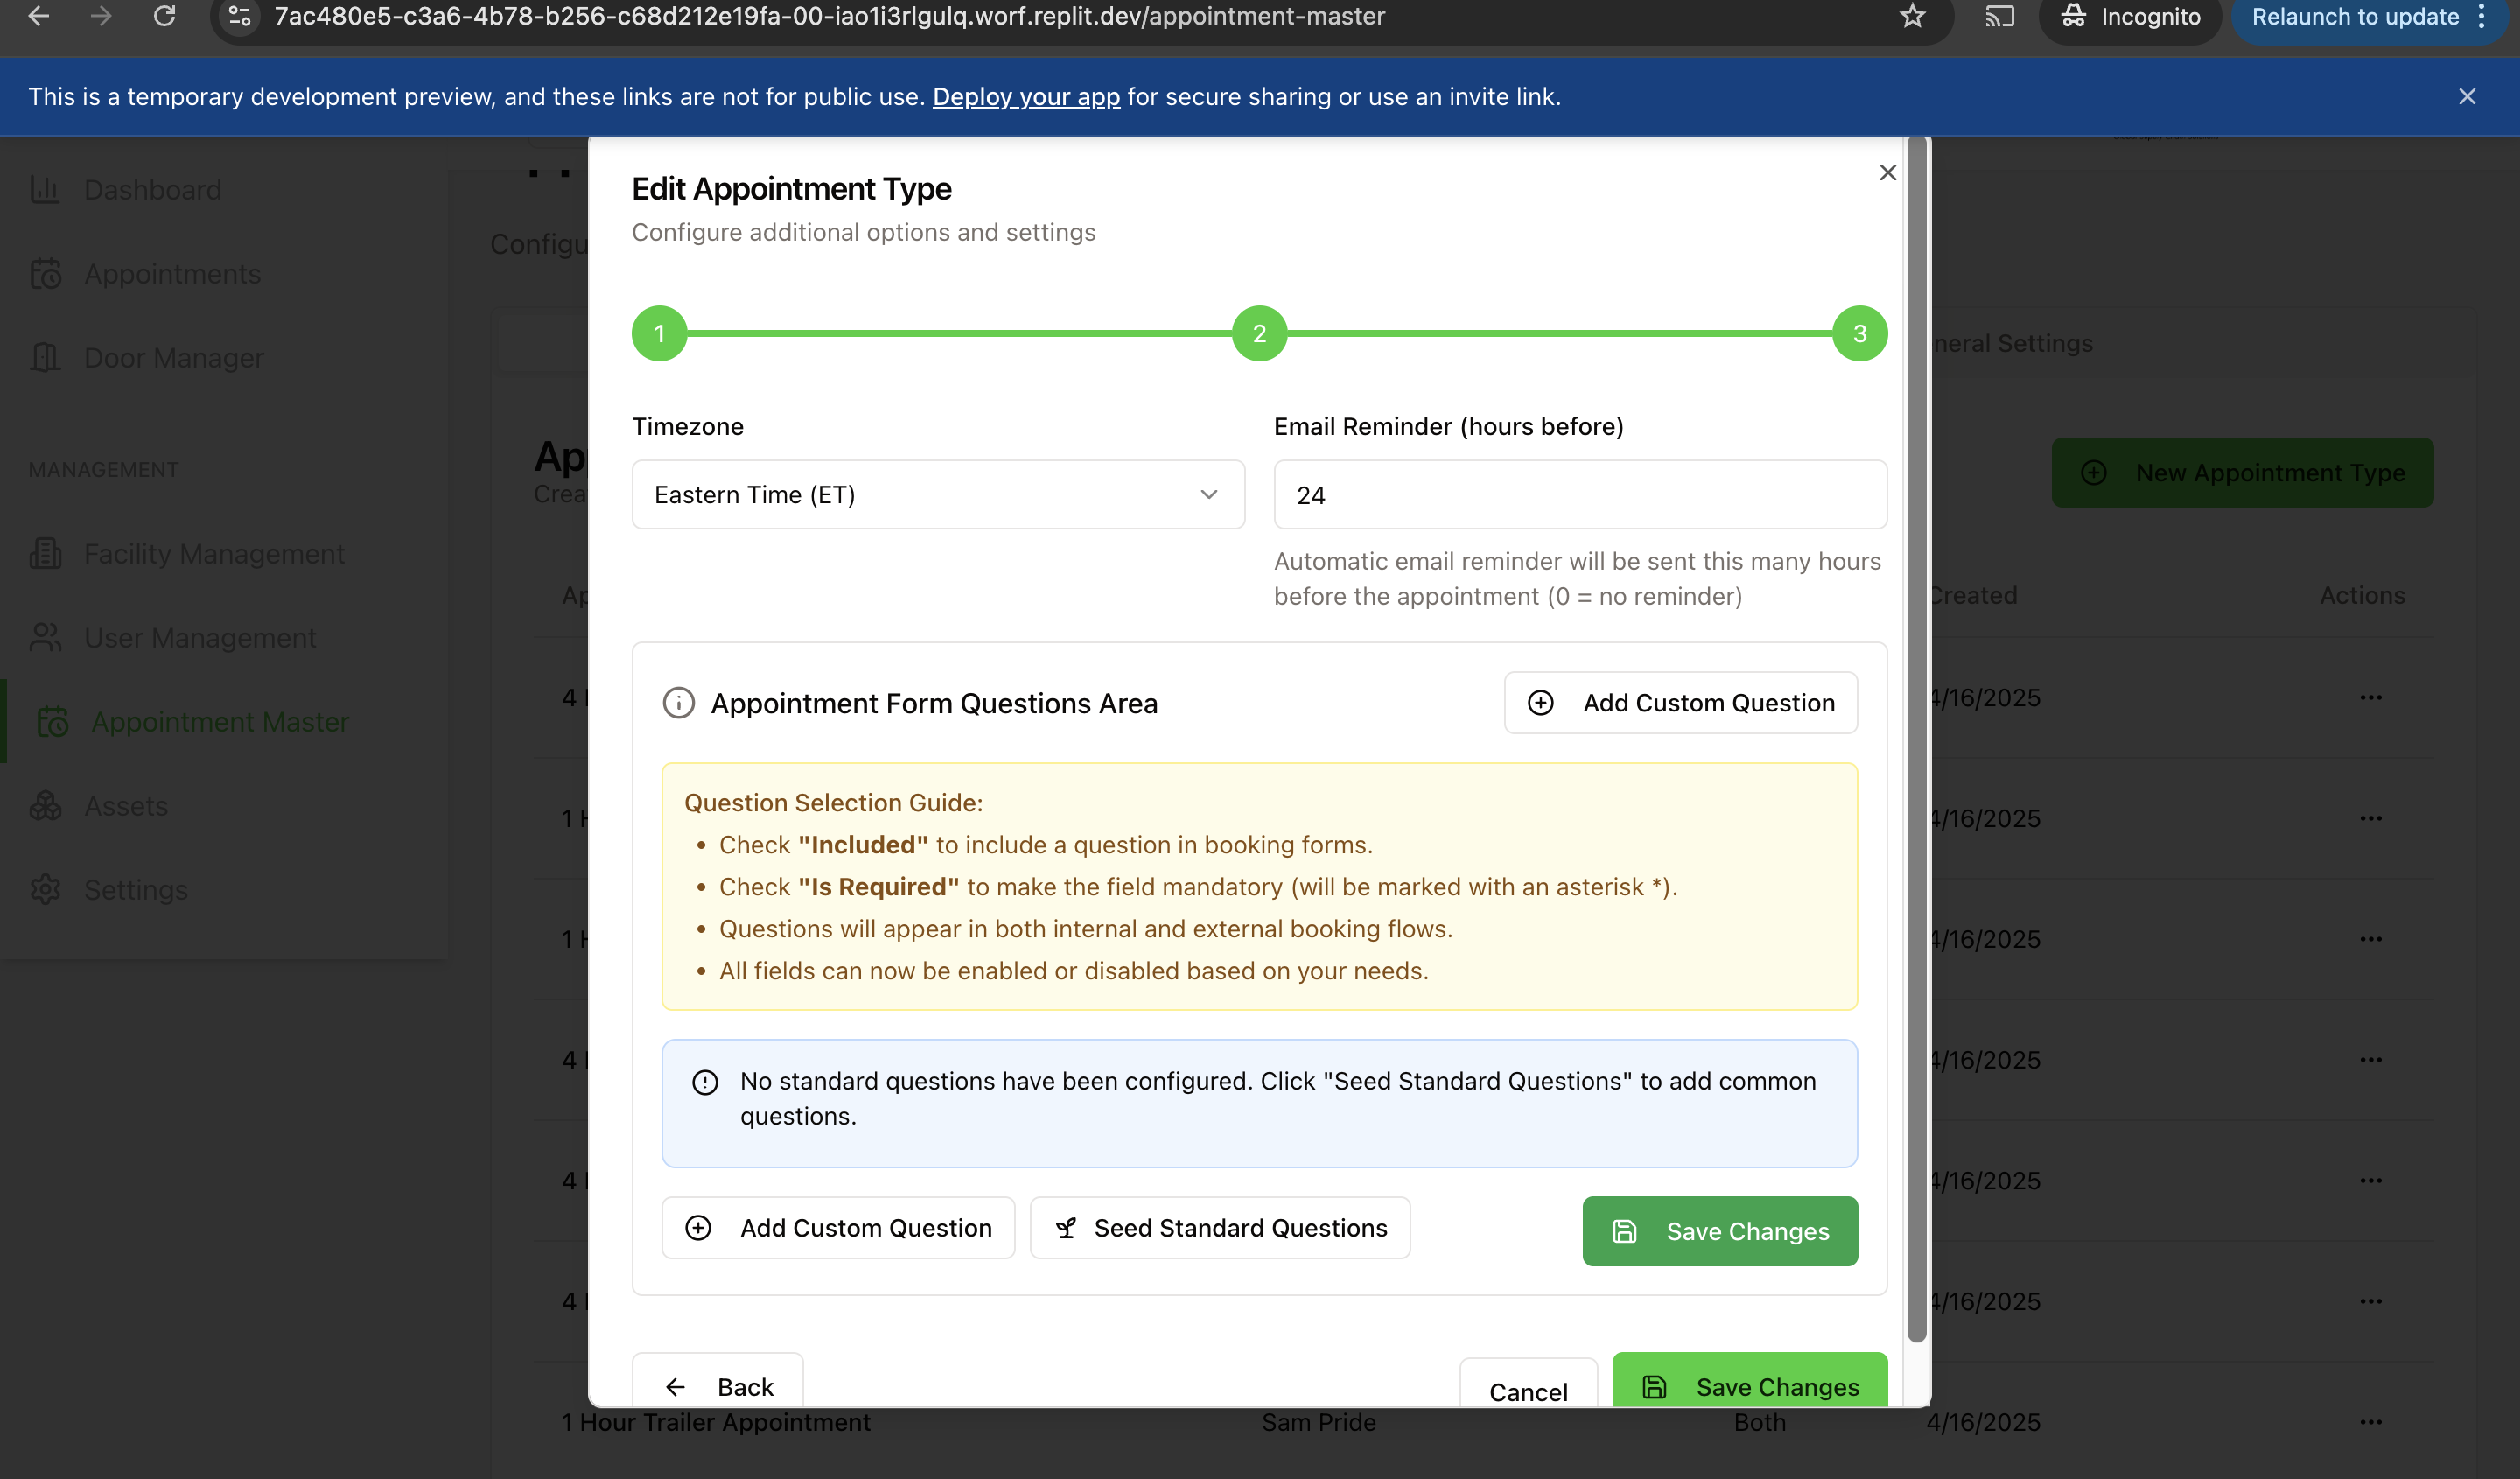 7ac480e5-c3a6-4b78-b256-c68d212e19fa-00-iao1i3rlgulq.worf.replit.dev/appointment-master
Incognito
Relaunch to update
This is a temporary development preview, and these links are not for public use. Deploy your app for secure sharing or use an invite link.
Dashboard
Appointments
Door Manager
MANAGEMENT
Facility Management
User Management
Appointment Master
Assets
Settings
Configu
neral Settings
Ap
Crea
New Appointment Type
Ap
Created
Actions
4
4/16/2025
1 H
4/16/2025
1 H
4/16/2025
4
4/16/2025
4
4/16/2025
4
4/16/2025
1 Hour Trailer Appointment
Sam Pride
Both
4/16/2025
Edit Appointment Type
Configure additional options and settings
1
2
3
Timezone
Eastern Time (ET)
Email Reminder (hours before)
24
Automatic email reminder will be sent this many hours
before the appointment (0 = no reminder)
Appointment Form Questions Area
Add Custom Question
Question Selection Guide:
• Check "Included" to include a question in booking forms.
• Check "Is Required" to make the field mandatory (will be marked with an asterisk *).
• Questions will appear in both internal and external booking flows.
• All fields can now be enabled or disabled based on your needs.
No standard questions have been configured. Click "Seed Standard Questions" to add common
questions.
Add Custom Question
Seed Standard Questions
Save Changes
Back
Cancel
Save Changes